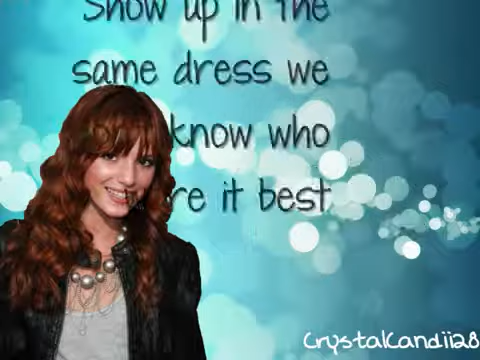 Show up in the
same dress we
know who
it best
CrystalCandii28